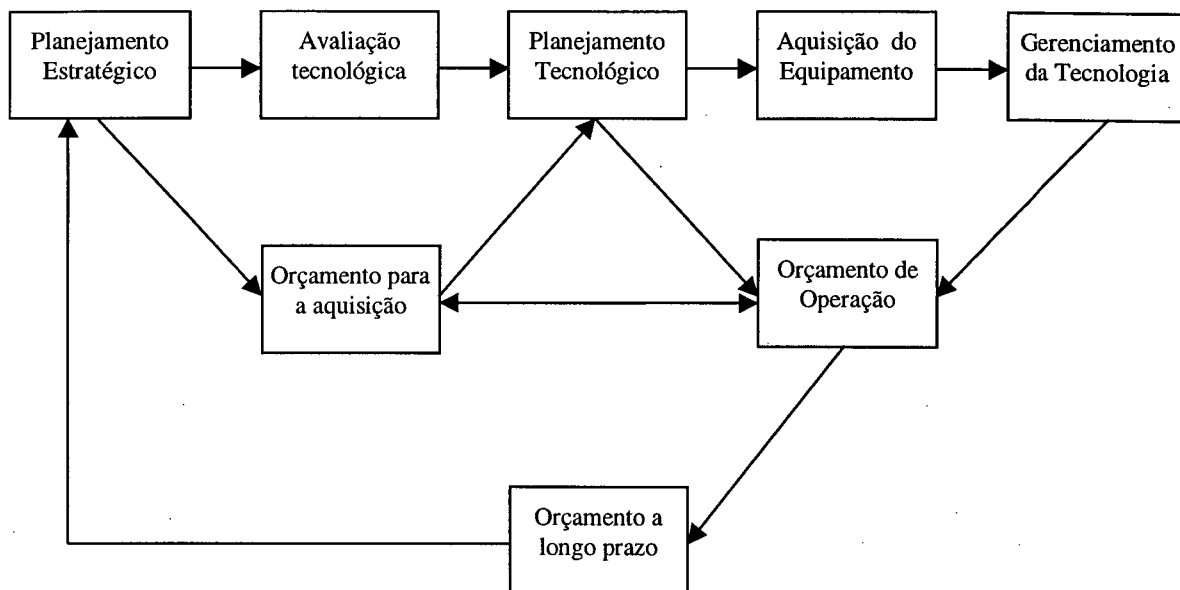 Planejamento
Estratégico
Avaliação
tecnológica
Planejamento
Tecnológico
Aquisição do
Equipamento
Gerenciamento
da Tecnologia
Orçamento para
a aquisição
Orçamento de
Operação
Orçamento a
longo prazo